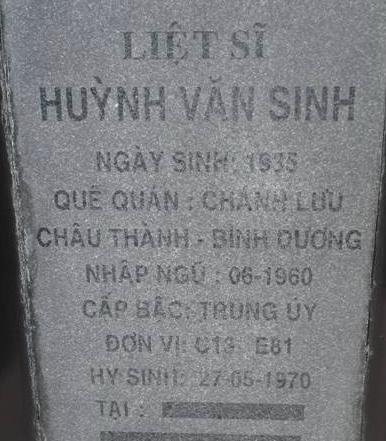 LIỆT SĨ
HUỲNH VĂN SINH
NGÀY SINH: 1935
QUÊ QUÁN : CHÁNH LƯU
CHÂU THÀNH - BÌNH DƯƠNG
NHẬP NGŨ : 06-1960
CẤP BẬC: TRUNG ÚY
ĐƠN VỊ: C13. E81
HY SINH: 27-05-1970
TẠI :